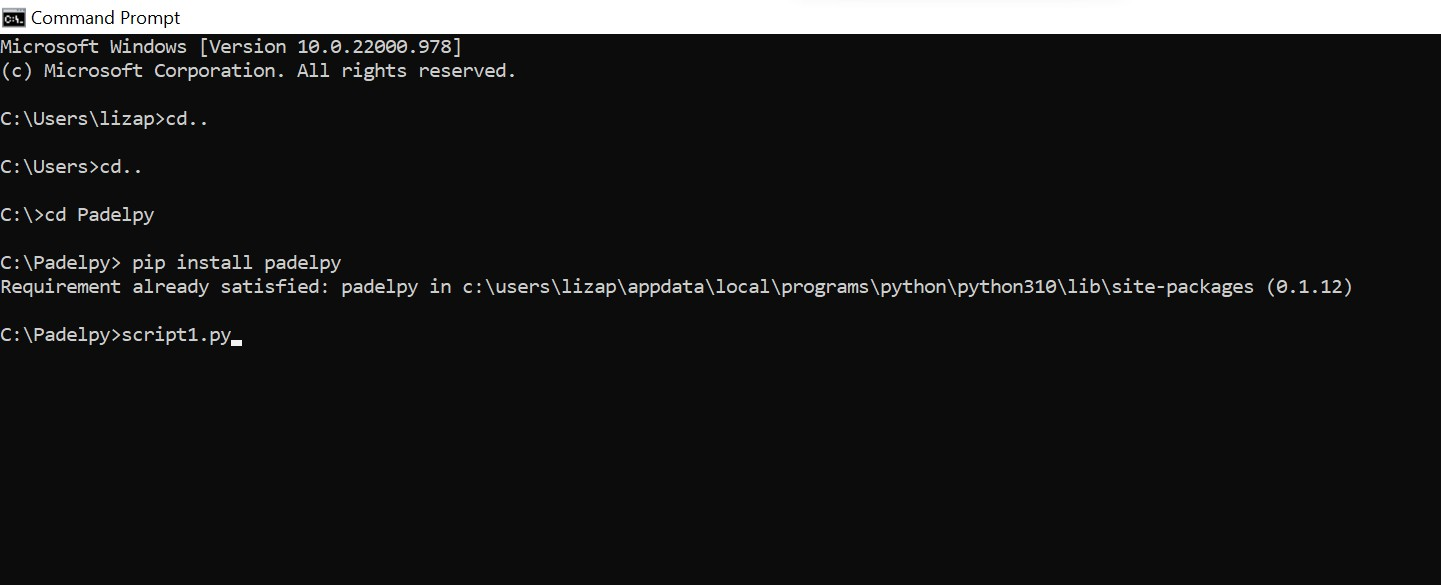 Command Prompt
Microsoft Windows [Version 10.0.22000.978]
(c) Microsoft Corporation. All rights reserved.
C:\Users\lizap>cd..
C:\Users>cd..
C:\>cd Padelpy
C:\Padelpy> pip install padelpy
Requirement already satisfied: padelpy in c:\users\lizap\appdata\local\programs\python\python310\lib\site-packages (0.1.12)
C:\Padelpy>script1.py